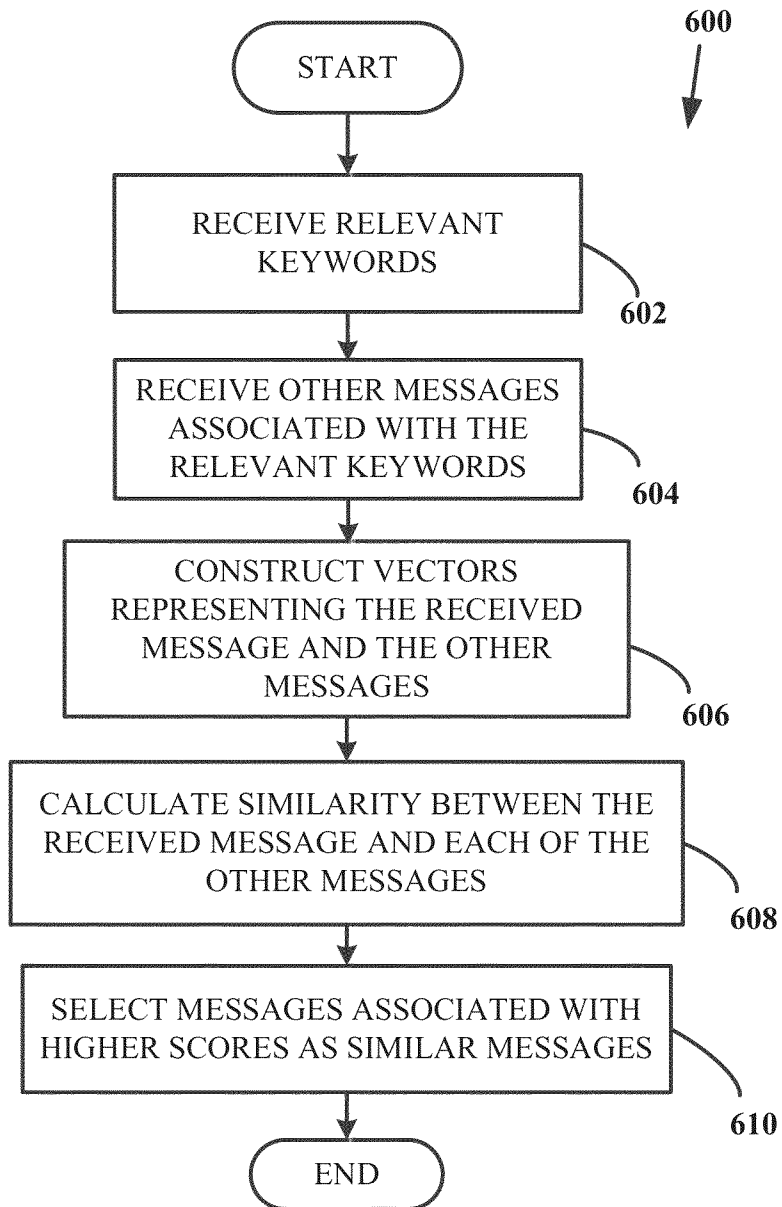 600
START
RECEIVE RELEVANT
KEYWORDS
602
RECEIVE OTHER MESSAGES
ASSOCIATED WITH THE
RELEVANT KEYWORDS
604
CONSTRUCT VECTORS
REPRESENTING THE RECEIVED
MESSAGE AND THE OTHER
MESSAGES
606
CALCULATE SIMILARITY BETWEEN THE
RECEIVED MESSAGE AND EACH OF THE
OTHER MESSAGES
608
SELECT MESSAGES ASSOCIATED WITH
HIGHER SCORES AS SIMILAR MESSAGES
610
END